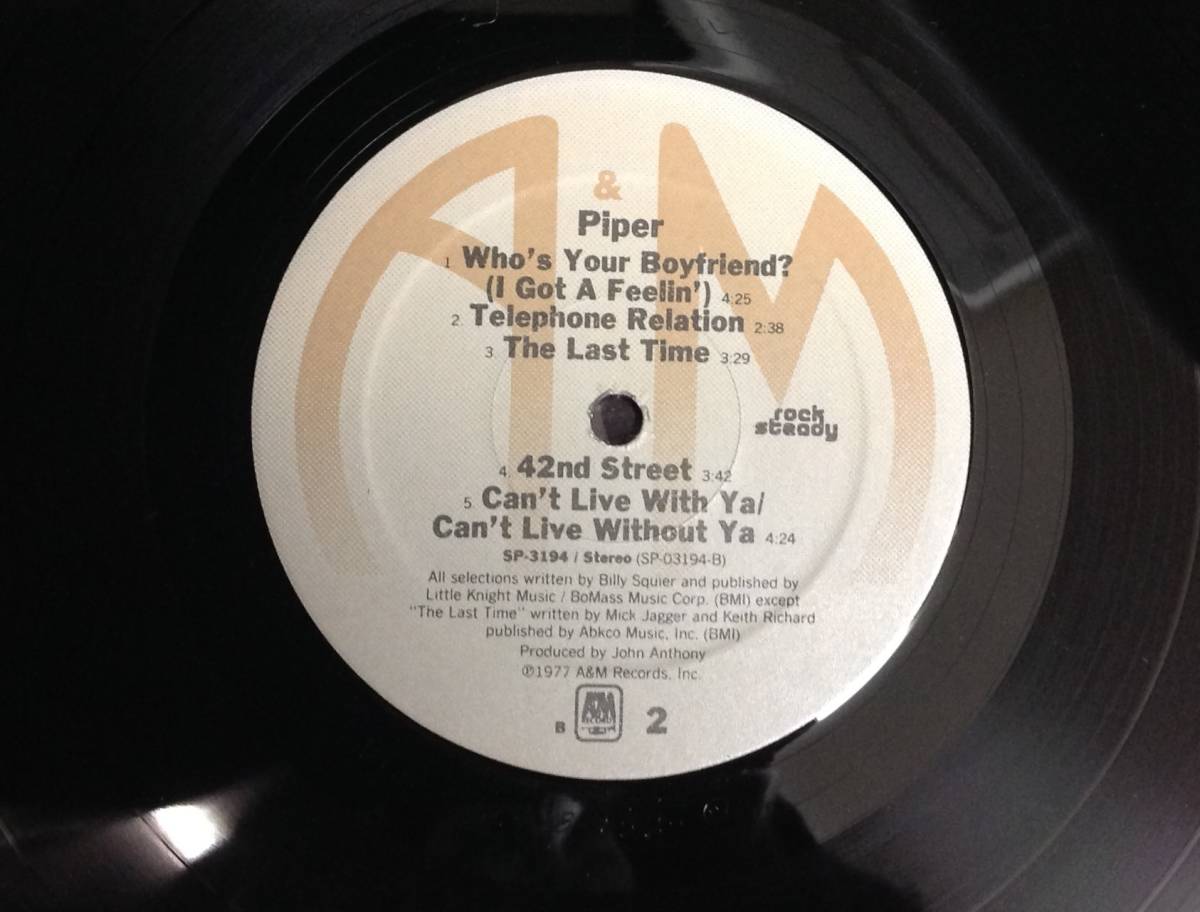 A & M
Piper
1 Who's Your Boyfriend?
(I Got A Feelin') 4:25
2. Telephone Relation 2:38
3 The Last Time 3:29
rock
steady
4 42nd Street 3:42
5 Can't Live With Ya/
Can't Live Without Ya 4:24
SP-3194 / Stereo (SP-03194-B)
All selections written by Billy Squier and published by
Little Knight Music / BoMass Music Corp. (BMI) except
"The Last Time" written by Mick Jagger and Keith Richard
published by Abkco Music, Inc. (BMI)
Produced by John Anthony
℗1977 A&M Records, Inc.
B AM RECORDS 2